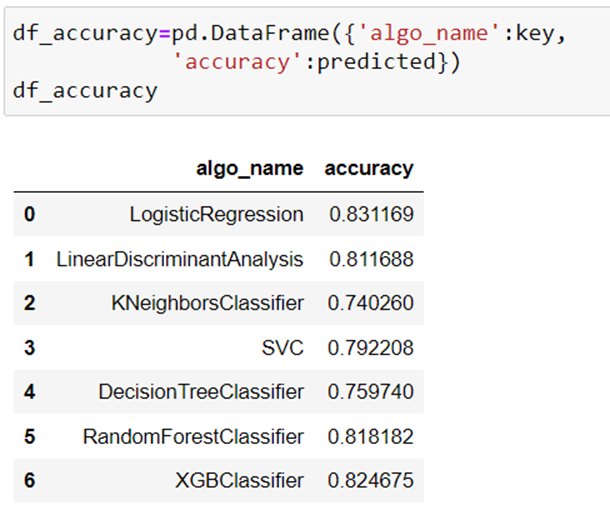 df_accuracy=pd.DataFrame({'algo_name':key,
'accuracy':predicted})
df_accuracy
algo_name accuracy
0 LogisticRegression 0.831169
1 LinearDiscriminantAnalysis 0.811688
2 KNeighborsClassifier 0.740260
3 SVC 0.792208
4 DecisionTreeClassifier 0.759740
5 RandomForestClassifier 0.818182
6 XGBClassifier 0.824675